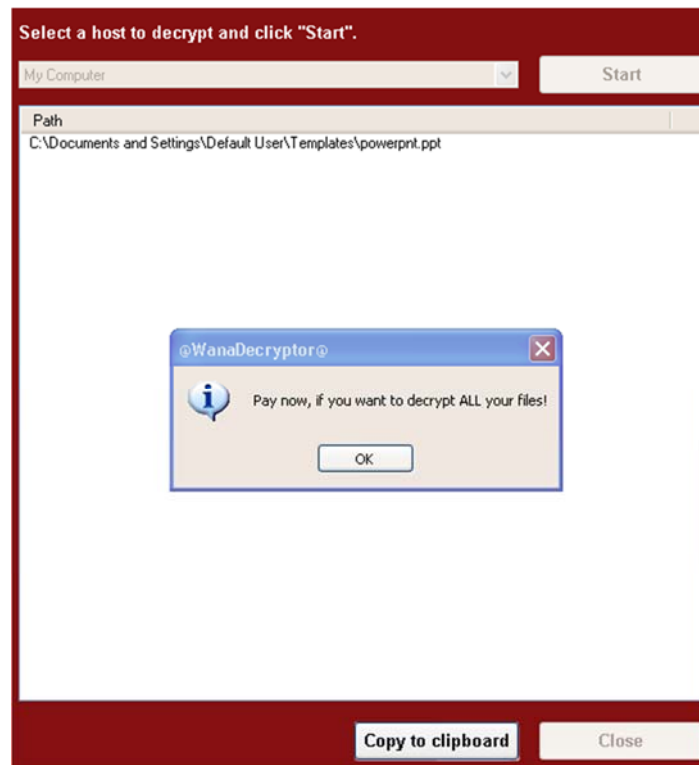 Select a host to decrypt and click "Start".
My Computer
Start
Path
C:\Documents and Settings\Default User\Templates\powerpnt.ppt
@WanaDecryptor@
Pay now, if you want to decrypt ALL your files!
OK
Copy to clipboard
Close